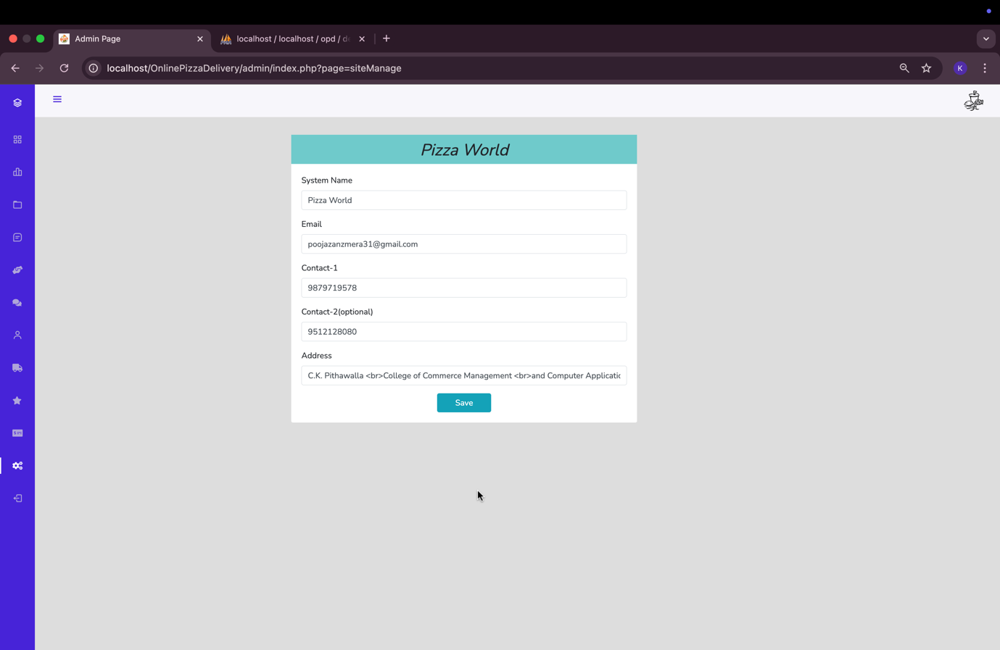 Admin Page
localhost / localhost / opd / d
localhost/OnlinePizzaDelivery/admin/index.php?page=siteManage
K
Pizza World
System Name
Pizza World
Email
poojazanzmera31@gmail.com
Contact-1
9879719578
Contact-2(optional)
9512128080
Address
C.K. Pithawalla <br>College of Commerce Management <br>and Computer Applicatio
Save